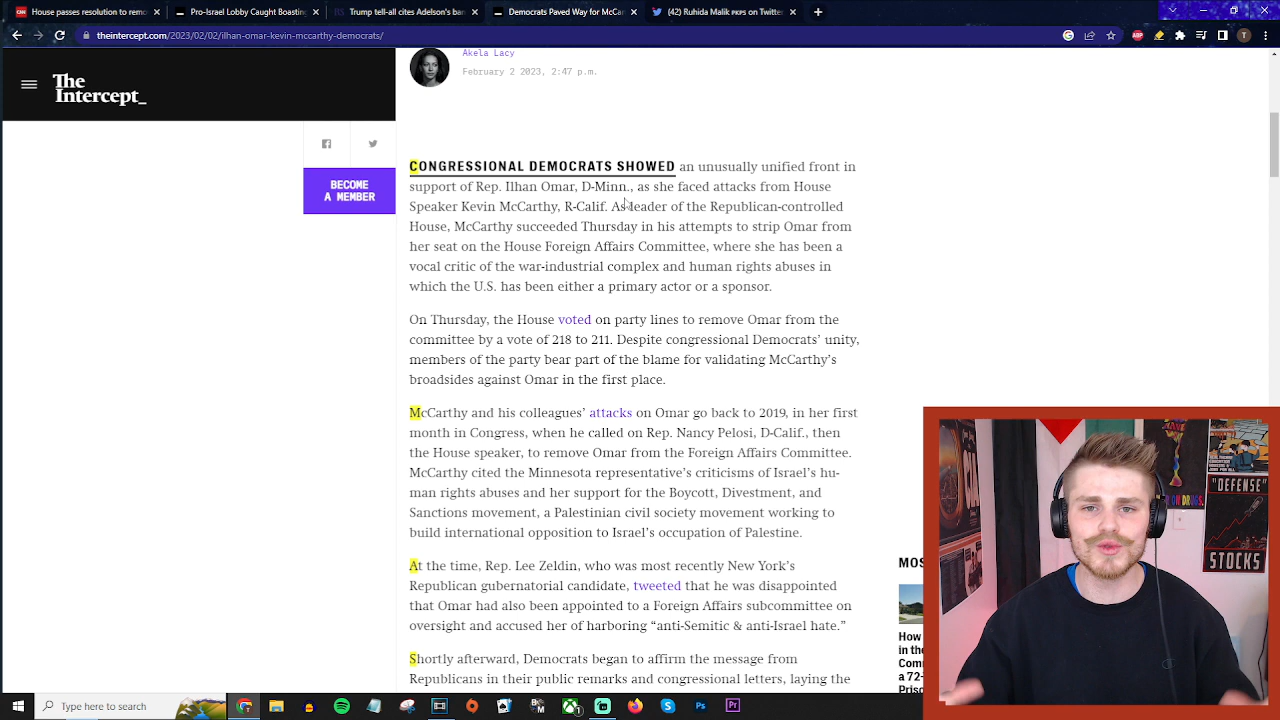 House passes resolution to remo
Pro-Israel Lobby Caught Boasting
Trump tell-all cites Adelson's ban
Democrats Paved Way for McCar
(42) Ruhida Malik pkrs on Twitter
theintercept.com/2023/02/02/ilhan-omar-kevin-mccarthy-democrats/
The
Intercept_
BECOME
A MEMBER
Akela Lacy
February 2 2023, 2:47 p.m.
CONGRESSIONAL DEMOCRATS SHOWED an unusually unified front in
support of Rep. Ilhan Omar, D-Minn., as she faced attacks from House
Speaker Kevin McCarthy, R-Calif. As leader of the Republican-controlled
House, McCarthy succeeded Thursday in his attempts to strip Omar from
her seat on the House Foreign Affairs Committee, where she has been a
vocal critic of the war-industrial complex and human rights abuses in
which the U.S. has been either a primary actor or a sponsor.
On Thursday, the House voted on party lines to remove Omar from the
committee by a vote of 218 to 211. Despite congressional Democrats’ unity,
members of the party bear part of the blame for validating McCarthy’s
broadsides against Omar in the first place.
McCarthy and his colleagues’ attacks on Omar go back to 2019, in her first
month in Congress, when he called on Rep. Nancy Pelosi, D-Calif., then
the House speaker, to remove Omar from the Foreign Affairs Committee.
McCarthy cited the Minnesota representative’s criticisms of Israel’s hu-
man rights abuses and her support for the Boycott, Divestment, and
Sanctions movement, a Palestinian civil society movement working to
build international opposition to Israel’s occupation of Palestine.
At the time, Rep. Lee Zeldin, who was most recently New York’s
Republican gubernatorial candidate, tweeted that he was disappointed
that Omar had also been appointed to a Foreign Affairs subcommittee on
oversight and accused her of harboring “anti-Semitic & anti-Israel hate.”
Shortly afterward, Democrats began to affirm the message from
Republicans in their public remarks and congressional letters, laying the
MOS
How
in the
Comm
a 72-
Priso
"DEFENSE"
STOCKS
Type here to search